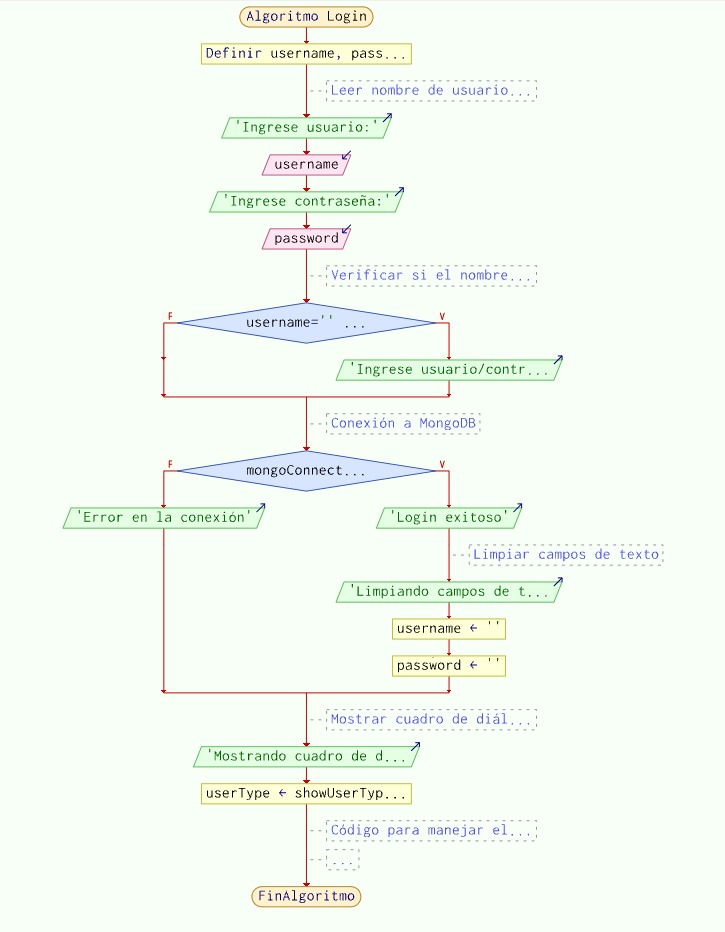 Algoritmo Login
Definir username, pass...
Leer nombre de usuario...
'Ingrese usuario:'
username
'Ingrese contraseña:'
password
Verificar si el nombre...
F
username='' ...
V
'Ingrese usuario/contr...
Conexión a MongoDB
F
mongoConnect...
V
'Error en la conexión'
'Login exitoso'
Limpiar campos de texto
'Limpiando campos de t...
username ← ''
password ← ''
Mostrar cuadro de diál...
'Mostrando cuadro de d...
userType ← showUserTyp...
Código para manejar el...
...
FinAlgoritmo